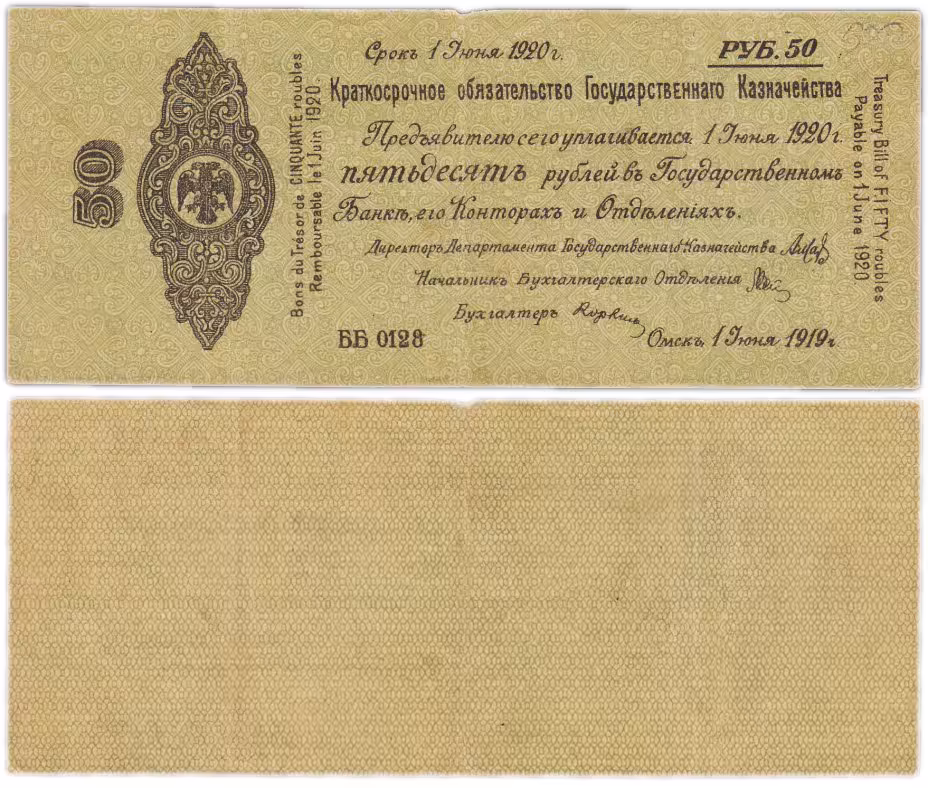 50
Bons du Trésor de CINQUANTE roubles
Remboursable le 1 Juin 1920.
Срокъ 1 Іюня 1920 г.
РУБ. 50
Краткосрочное обязательство Государственнаго Казначейства
Предъявителю сего уплачивается 1 Іюня 1920 г.
пятьдесятъ рублей въ Государственномъ
Банкѣ, его Конторахъ и Отдѣленіяхъ.
Директоръ Департамента Государственнаго Казначейства
Начальникъ Бухгалтерскаго Отдѣленія
Бухгалтеръ
ББ 0128
Омскъ, 1 Іюня 1919 г.
Treasury Bill of FIFTY roubles
Payable on 1 June 1920